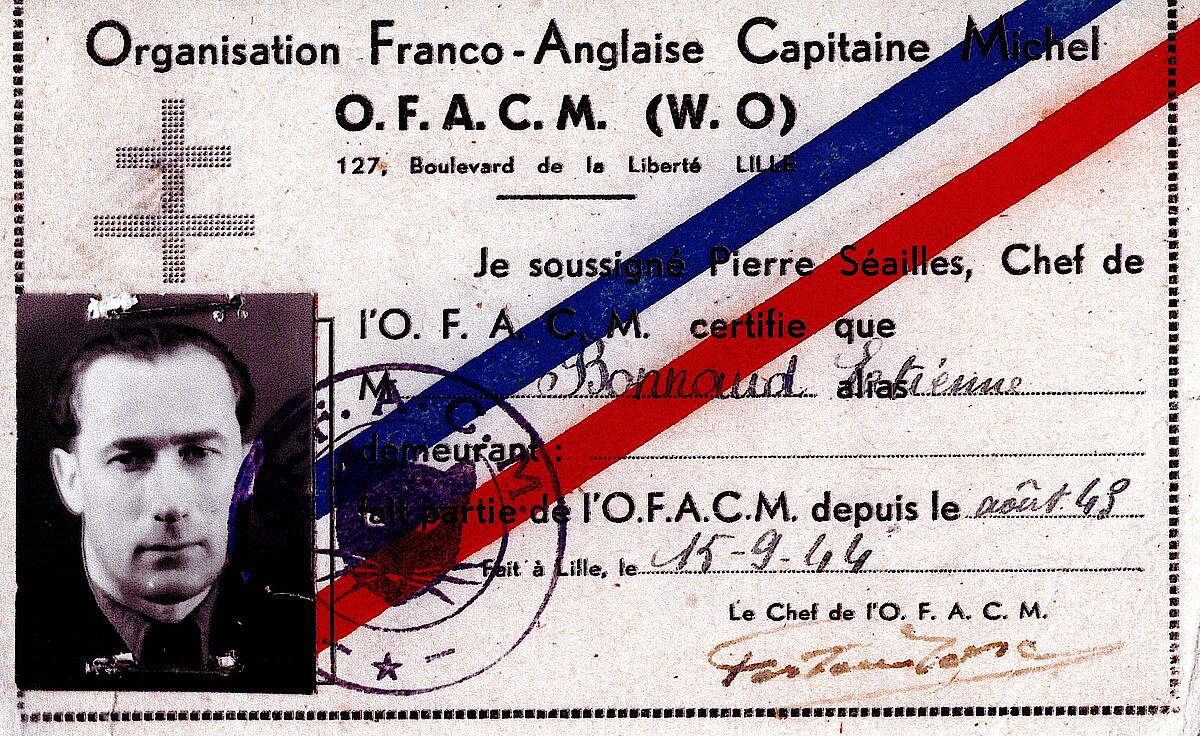 Organisation Franco-Anglaise Capitaine Michel
O.F.A.C.M. (W.O)
127, Boulevard de la Liberté LILLE
Je soussigné Pierre Séailles, Chef de
l'O. F. A. C. M. certifie que
M Bonnaud alias Etienne
demeurant :
fait partie de l'O.F.A.C.M. depuis le août 43
Fait à Lille, le 15-9-44
Le Chef de l'O. F. A. C. M.
F. A. C. M.